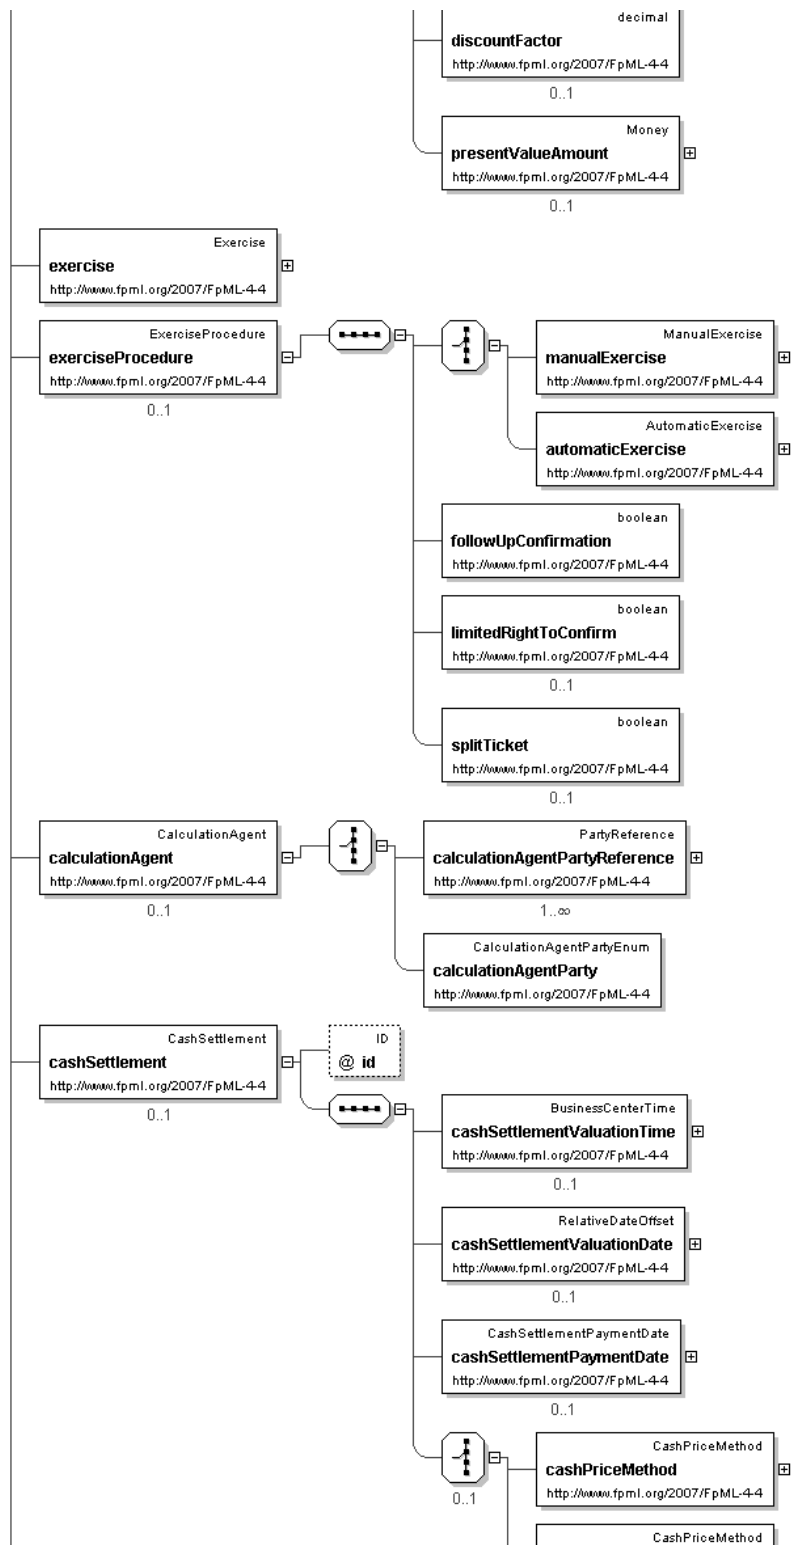 decimal
discountFactor
http://www.fpml.org/2007/FpML-4-4
0..1
Money
presentValueAmount
http://www.fpml.org/2007/FpML-4-4
0..1
Exercise
exercise
http://www.fpml.org/2007/FpML-4-4
ExerciseProcedure
exerciseProcedure
http://www.fpml.org/2007/FpML-4-4
0..1
ManualExercise
manualExercise
http://www.fpml.org/2007/FpML-4-4
AutomaticExercise
automaticExercise
http://www.fpml.org/2007/FpML-4-4
boolean
followUpConfirmation
http://www.fpml.org/2007/FpML-4-4
boolean
limitedRightToConfirm
http://www.fpml.org/2007/FpML-4-4
0..1
boolean
splitTicket
http://www.fpml.org/2007/FpML-4-4
0..1
CalculationAgent
calculationAgent
http://www.fpml.org/2007/FpML-4-4
0..1
PartyReference
calculationAgentPartyReference
http://www.fpml.org/2007/FpML-4-4
1..∞
CalculationAgentPartyEnum
calculationAgentParty
http://www.fpml.org/2007/FpML-4-4
CashSettlement
cashSettlement
http://www.fpml.org/2007/FpML-4-4
0..1
ID
@ id
BusinessCenterTime
cashSettlementValuationTime
http://www.fpml.org/2007/FpML-4-4
0..1
RelativeDateOffset
cashSettlementValuationDate
http://www.fpml.org/2007/FpML-4-4
0..1
CashSettlementPaymentDate
cashSettlementPaymentDate
http://www.fpml.org/2007/FpML-4-4
0..1
0..1
CashPriceMethod
cashPriceMethod
http://www.fpml.org/2007/FpML-4-4
CashPriceMethod